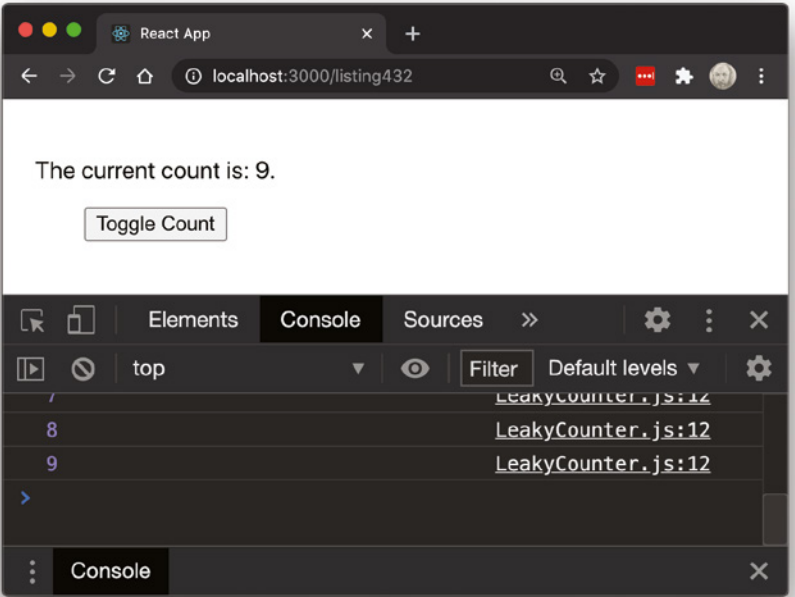 React App
localhost:3000/listing432
The current count is: 9.
Toggle Count
Elements Console Sources »
top Filter Default levels
7 LeakyCounter.js:12
8 LeakyCounter.js:12
9 LeakyCounter.js:12
Console